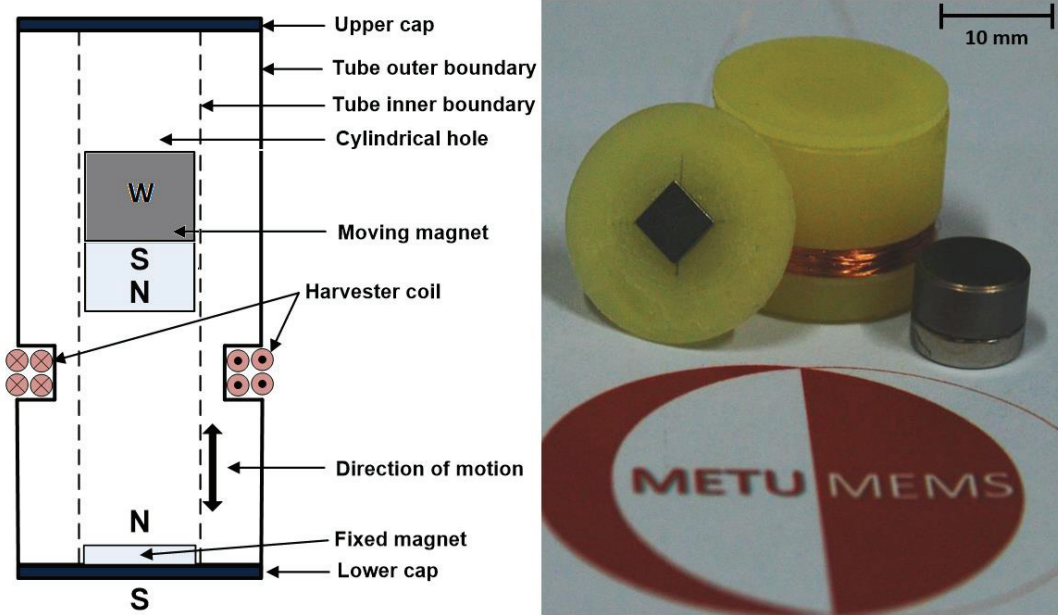 Upper cap
Tube outer boundary
Tube inner boundary
Cylindrical hole
W
Moving magnet
S
N
Harvester coil
Direction of motion
N
Fixed magnet
Lower cap
S
10 mm
METU MEMS